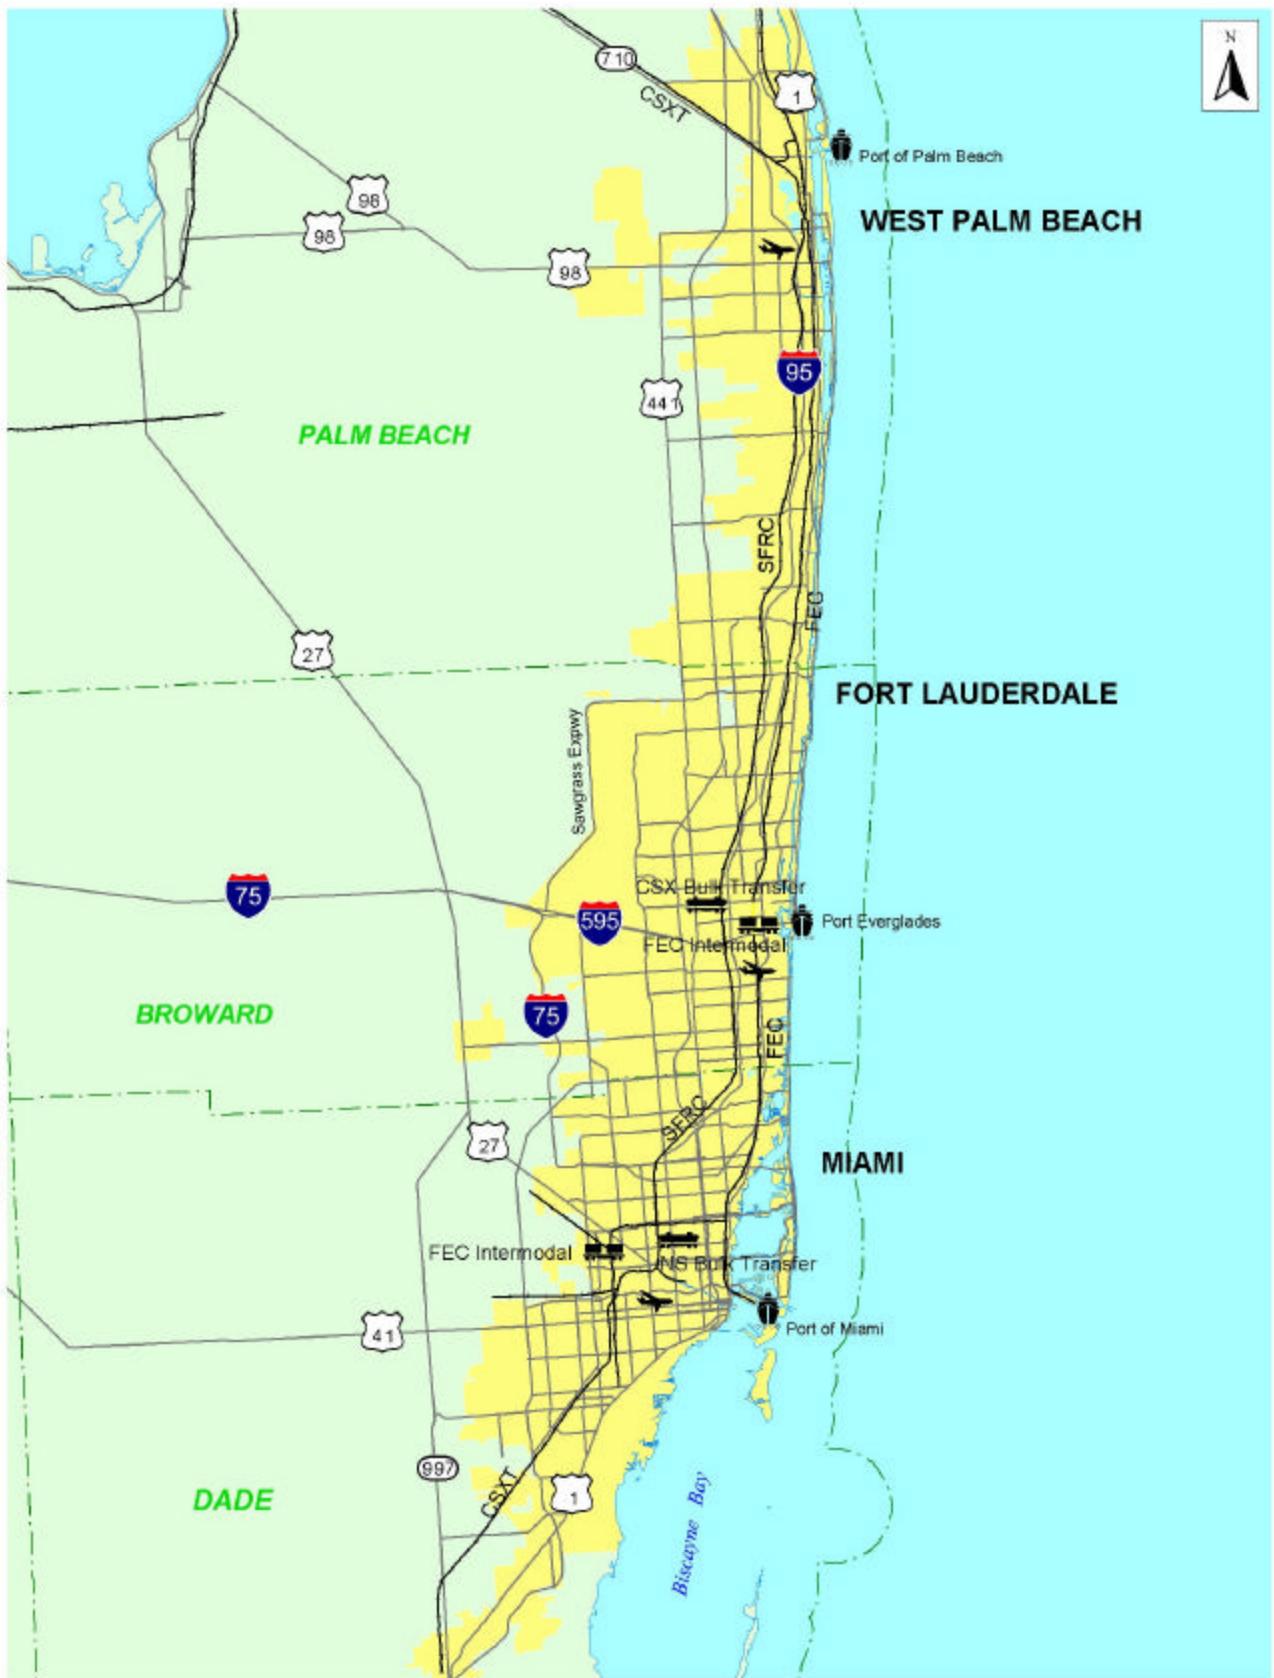 N
710
CSXT
1
Port of Palm Beach
98
WEST PALM BEACH
98
98
95
441
PALM BEACH
SFRC
FEC
27
FORT LAUDERDALE
Sawgrass Expwy
CSX Bulk Transfer
75
595
Port Everglades
FEC Intermodal
BROWARD
75
FEC
SFRC
27
MIAMI
FEC Intermodal
NS Bulk Transfer
Port of Miami
41
997
CSXT
1
DADE
Biscayne Bay